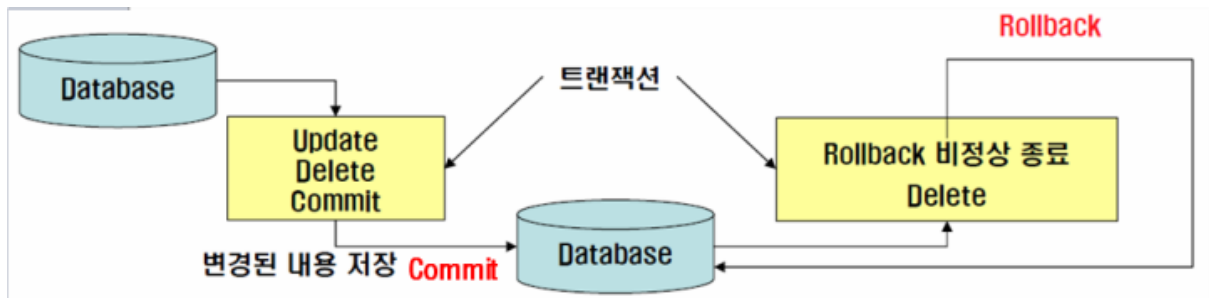 Rollback
Database
트랜잭션
Update
Delete
Commit
Rollback 비정상 종료
Delete
변경된 내용 저장 Commit
Database